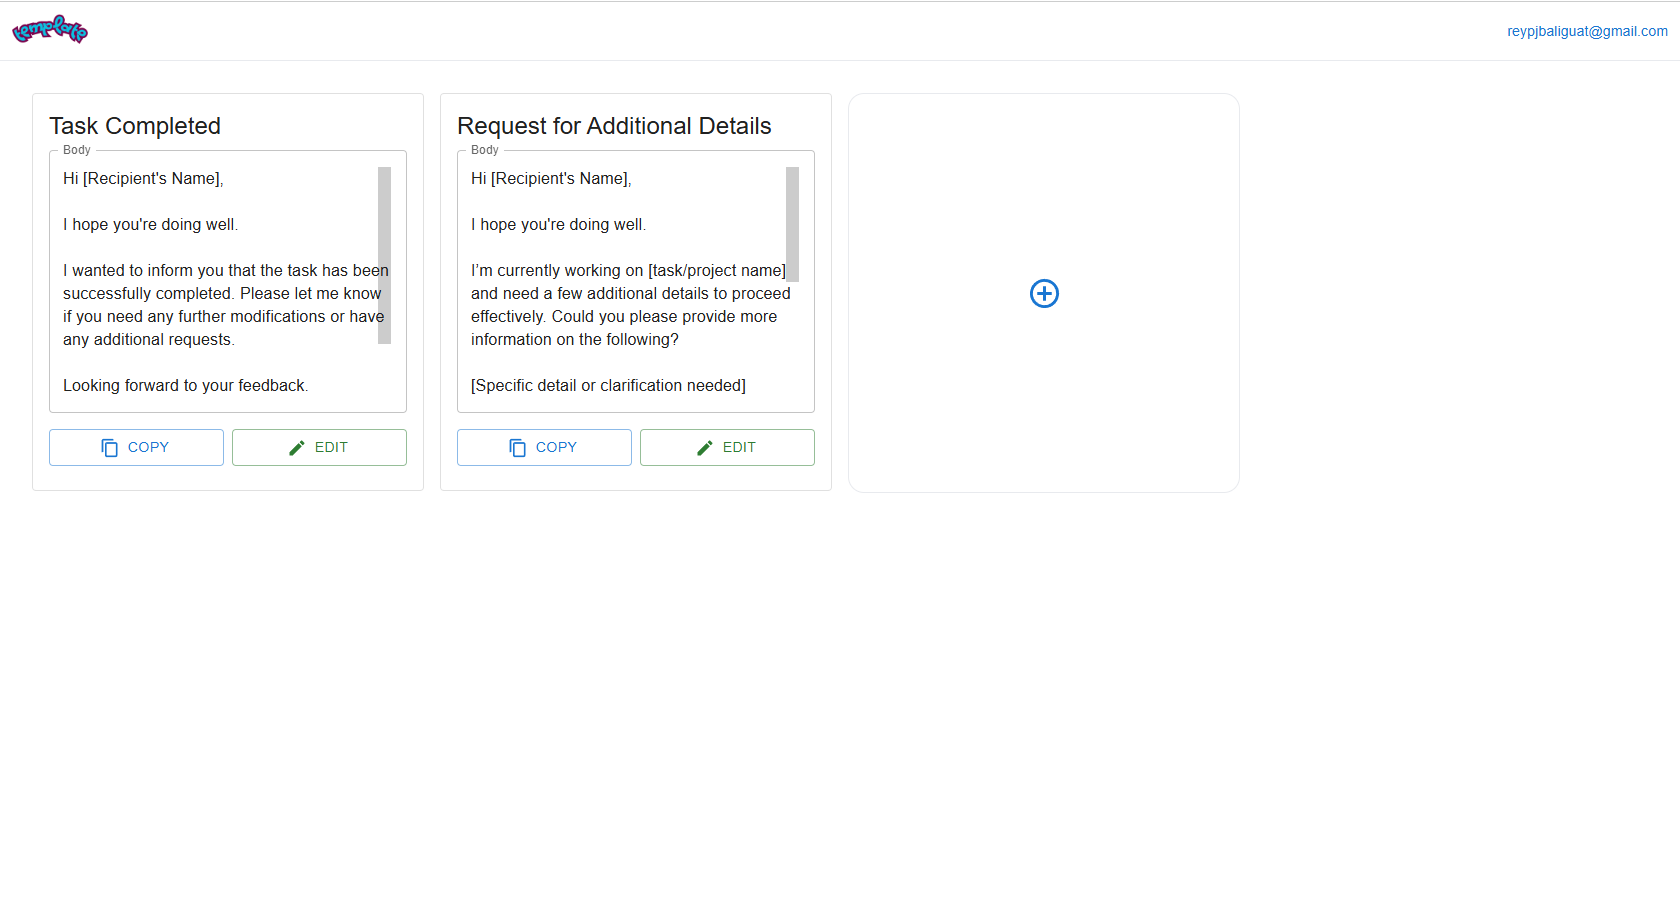 template
reypjbaliguat@gmail.com
Task Completed
Body
Hi [Recipient's Name],
I hope you're doing well.
I wanted to inform you that the task has been
successfully completed. Please let me know
if you need any further modifications or have
any additional requests.
Looking forward to your feedback.
COPY
EDIT
Request for Additional Details
Body
Hi [Recipient's Name],
I hope you're doing well.
I’m currently working on [task/project name]
and need a few additional details to proceed
effectively. Could you please provide more
information on the following?
[Specific detail or clarification needed]
COPY
EDIT